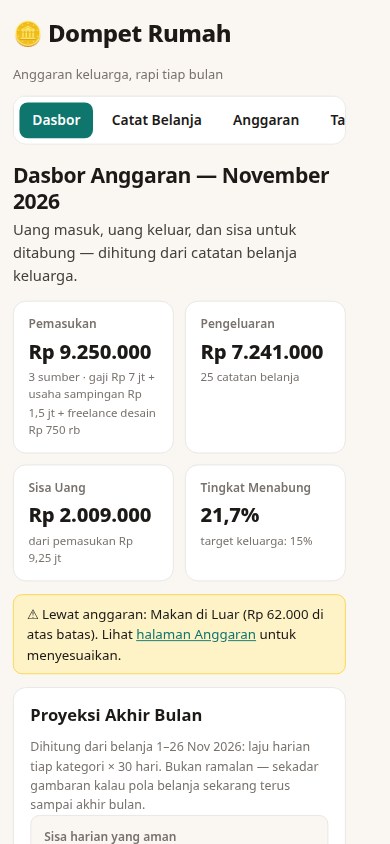 🪙 Dompet Rumah
Anggaran keluarga, rapi tiap bulan
Dasbor Catat Belanja Anggaran Ta
Dasbor Anggaran — November
2026
Uang masuk, uang keluar, dan sisa untuk
ditabung — dihitung dari catatan belanja
keluarga.
Pemasukan
Rp 9.250.000
3 sumber · gaji Rp 7 jt +
usaha sampingan Rp
1,5 jt + freelance desain
Rp 750 rb
Pengeluaran
Rp 7.241.000
25 catatan belanja
Sisa Uang
Rp 2.009.000
dari pemasukan Rp
9,25 jt
Tingkat Menabung
21,7%
target keluarga: 15%
⚠ Lewat anggaran: Makan di Luar (Rp 62.000 di
atas batas). Lihat halaman Anggaran untuk
menyesuaikan.
Proyeksi Akhir Bulan
Dihitung dari belanja 1–26 Nov 2026: laju harian
tiap kategori × 30 hari. Bukan ramalan — sekadar
gambaran kalau pola belanja sekarang terus
sampai akhir bulan.
Sisa harian yang aman